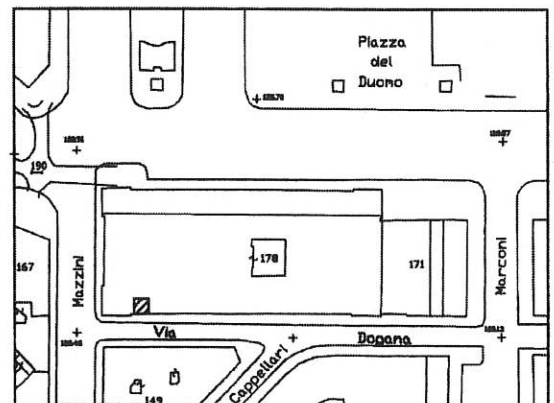 Piazza
del
Duomo
190
167
Mazzini
178
171
Marconi
Via
Dogana
Cappellari
149